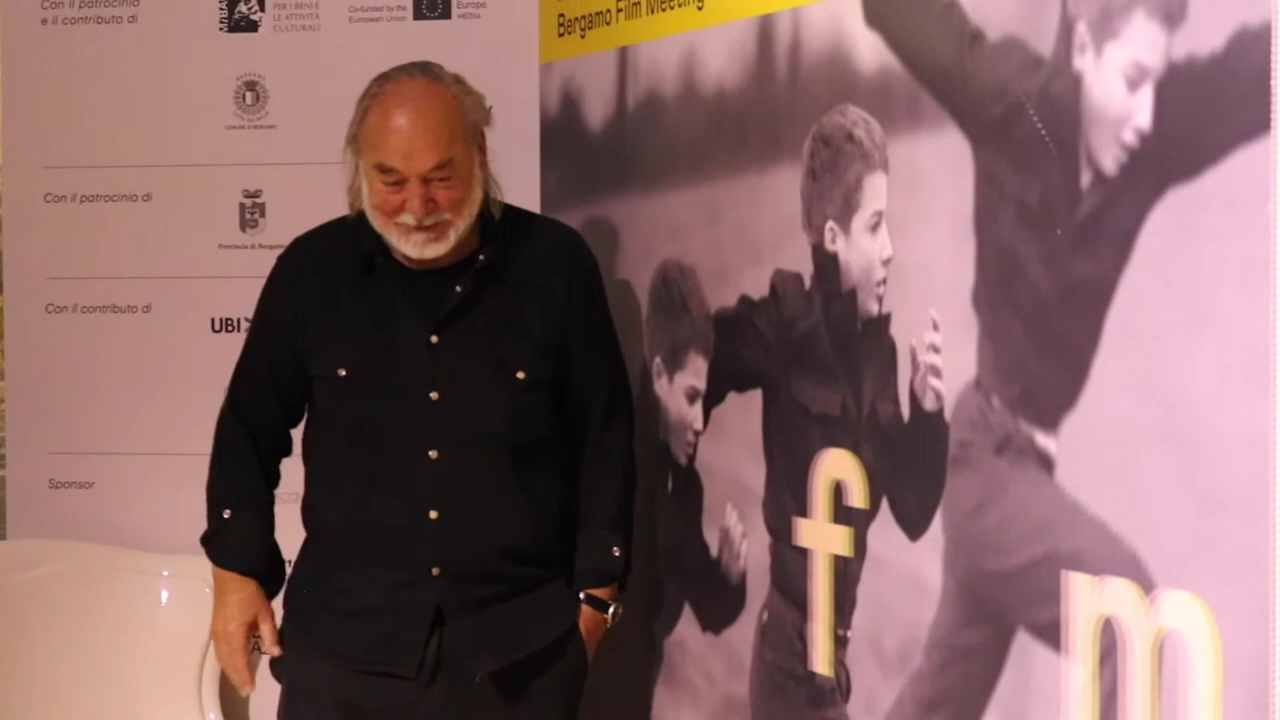 Con il patrocinio
e il contributo di
MiBAC
PER I BENI E
LE ATTIVITÀ
CULTURALI
Co-funded by the
European Union
Europe
MEDIA
Bergamo Film Meeting
COMUNE DI BERGAMO
Con il patrocinio di
Provincia di Bergamo
Con il contributo di
UBI
Sponsor
f
m